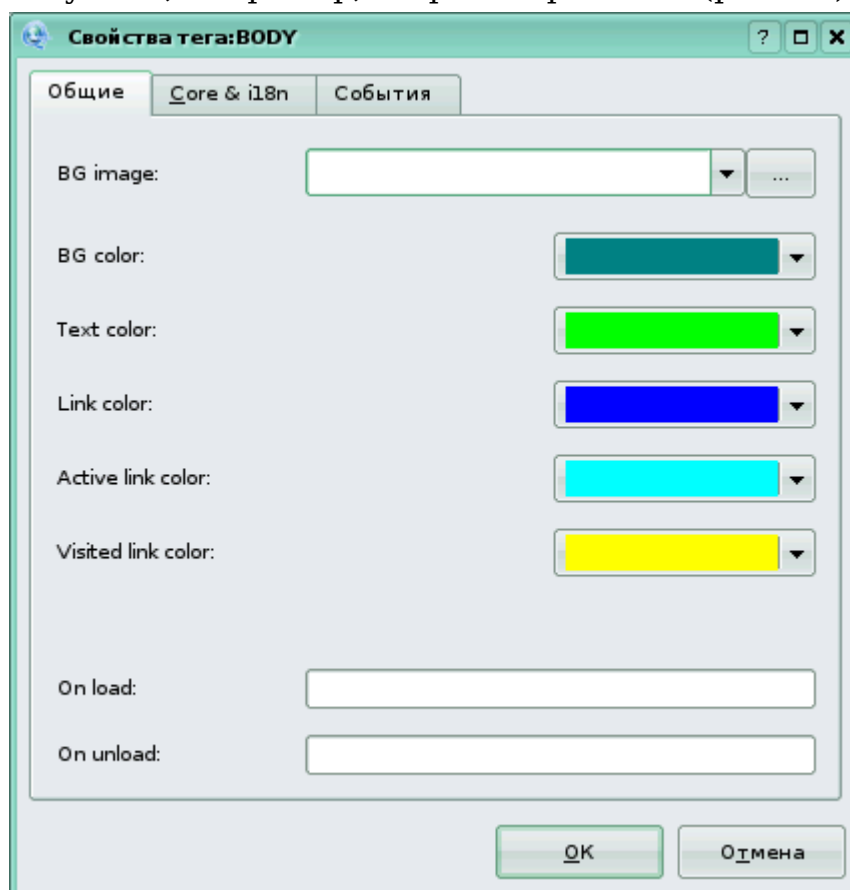 Свойства тега:BODY
Общие
Core & i18n
События
BG image:
...
BG color:
Text color:
Link color:
Active link color:
Visited link color:
On load:
On unload:
OK
Отмена